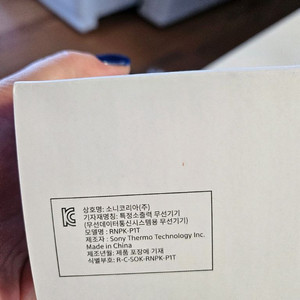 상호명: 소니코리아(주)
기자재명칭: 특정소출력 무선기기
(무선데이터통신시스템용 무선기기)
모델명 : RNPK-P1T
제조자 : Sony Thermo Technology Inc.
Made in China
제조년월: 제품 포장에 기재
식별부호: R-C-SOK-RNPK-P1T